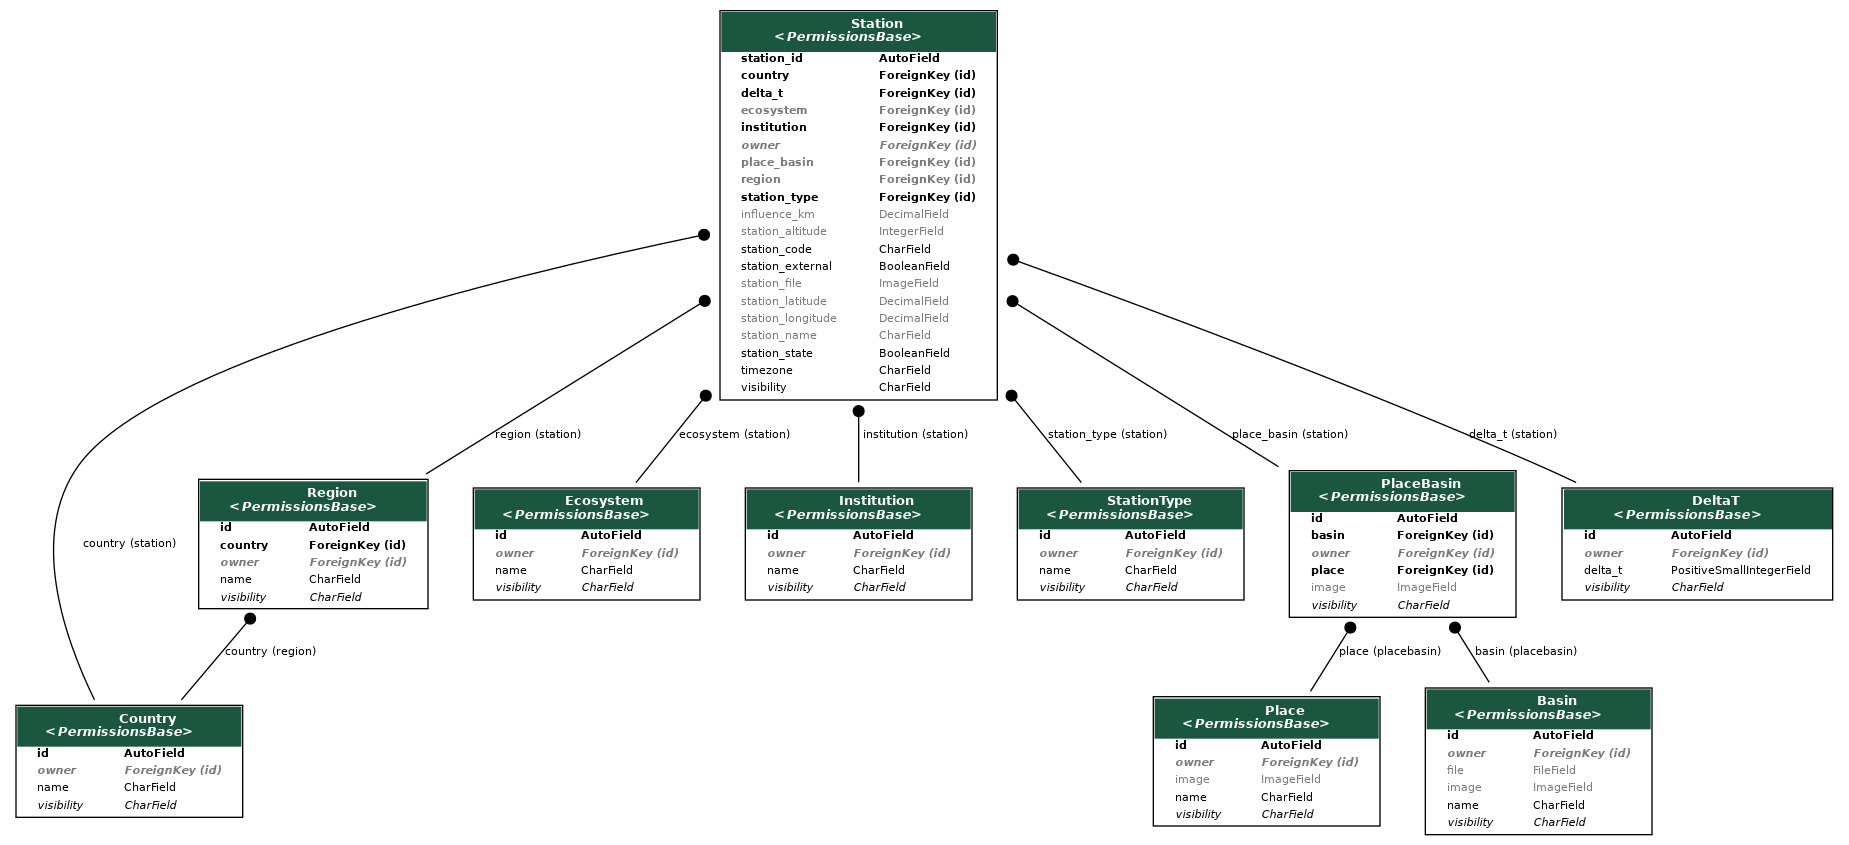 Station
<PermissionsBase>
station_id AutoField
country ForeignKey (id)
delta_t ForeignKey (id)
ecosystem ForeignKey (id)
institution ForeignKey (id)
owner ForeignKey (id)
place_basin ForeignKey (id)
region ForeignKey (id)
station_type ForeignKey (id)
influence_km DecimalField
station_altitude IntegerField
station_code CharField
station_external BooleanField
station_file ImageField
station_latitude DecimalField
station_longitude DecimalField
station_name CharField
station_state BooleanField
timezone CharField
visibility CharField
region (station)
ecosystem (station)
institution (station)
station_type (station)
place_basin (station)
delta_t (station)
country (station)
Region
<PermissionsBase>
id AutoField
country ForeignKey (id)
owner ForeignKey (id)
name CharField
visibility CharField
Ecosystem
<PermissionsBase>
id AutoField
owner ForeignKey (id)
name CharField
visibility CharField
Institution
<PermissionsBase>
id AutoField
owner ForeignKey (id)
name CharField
visibility CharField
StationType
<PermissionsBase>
id AutoField
owner ForeignKey (id)
name CharField
visibility CharField
PlaceBasin
<PermissionsBase>
id AutoField
basin ForeignKey (id)
owner ForeignKey (id)
place ForeignKey (id)
image ImageField
visibility CharField
DeltaT
<PermissionsBase>
id AutoField
owner ForeignKey (id)
delta_t PositiveSmallIntegerField
visibility CharField
country (region)
place (placebasin)
basin (placebasin)
Country
<PermissionsBase>
id AutoField
owner ForeignKey (id)
name CharField
visibility CharField
Place
<PermissionsBase>
id AutoField
owner ForeignKey (id)
image ImageField
name CharField
visibility CharField
Basin
<PermissionsBase>
id AutoField
owner ForeignKey (id)
file FileField
image ImageField
name CharField
visibility CharField